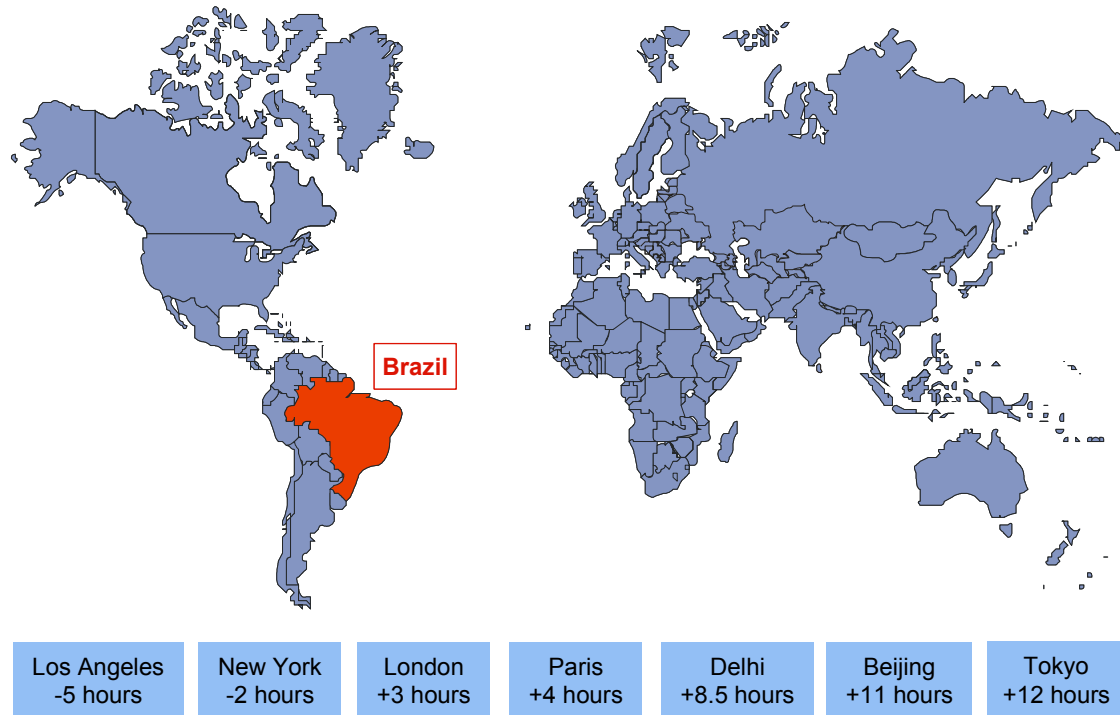 Brazil
Los Angeles
-5 hours
New York
-2 hours
London
+3 hours
Paris
+4 hours
Delhi
+8.5 hours
Beijing
+11 hours
Tokyo
+12 hours